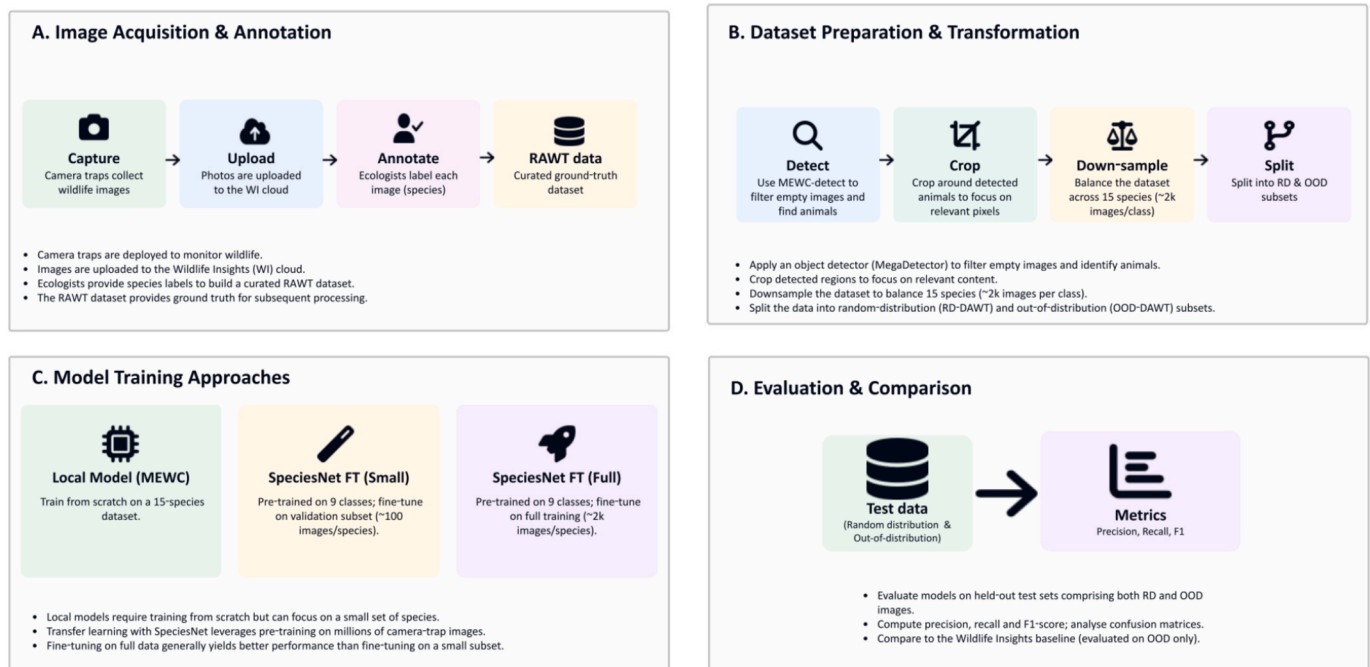 A. Image Acquisition & Annotation
Capture
Camera traps collect
wildlife images
Upload
Photos are uploaded
to the WI cloud
Annotate
Ecologists label each
image (species)
RAWT data
Curated ground-truth
dataset
• Camera traps are deployed to monitor wildlife.
• Images are uploaded to the Wildlife Insights (WI) cloud.
• Ecologists provide species labels to build a curated RAWT dataset.
• The RAWT dataset provides ground truth for subsequent processing.
B. Dataset Preparation & Transformation
Detect
Use MEWC-detect to
filter empty images and
find animals
Crop
Crop around detected
animals to focus on
relevant pixels
Down-sample
Balance the dataset
across 15 species (~2k
images/class)
Split
Split into RD & OOD
subsets
• Apply an object detector (MegaDetector) to filter empty images and identify animals.
• Crop detected regions to focus on relevant content.
• Downsample the dataset to balance 15 species (~2k images per class).
• Split the data into random-distribution (RD-DAWT) and out-of-distribution (OOD-DAWT) subsets.
C. Model Training Approaches
Local Model (MEWC)
Train from scratch on a 15-species
dataset.
SpeciesNet FT (Small)
Pre-trained on 9 classes; fine-tune
on validation subset (~100
images/species).
SpeciesNet FT (Full)
Pre-trained on 9 classes; fine-tune
on full training (~2k
images/species).
• Local models require training from scratch but can focus on a small set of species.
• Transfer learning with SpeciesNet leverages pre-training on millions of camera-trap images.
• Fine-tuning on full data generally yields better performance than fine-tuning on a small subset.
D. Evaluation & Comparison
Test data
(Random distribution &
Out-of-distribution)
Metrics
Precision, Recall, F1
• Evaluate models on held-out test sets comprising both RD and OOD
images.
• Compute precision, recall and F1-score; analyse confusion matrices.
• Compare to the Wildlife Insights baseline (evaluated on OOD only).